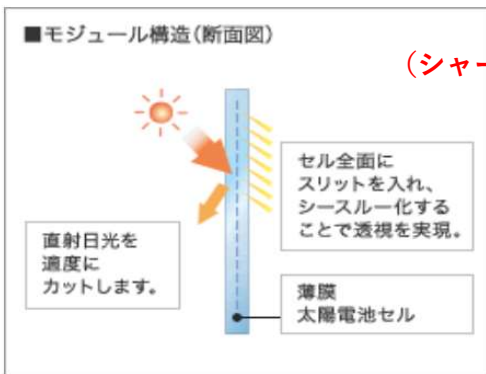 ■モジュール構造(断面図)
(シャー
セル全面に
スリットを入れ、
シースルー化する
ことで透視を実現。
直射日光を
適度に
カットします。
薄膜
太陽電池セル